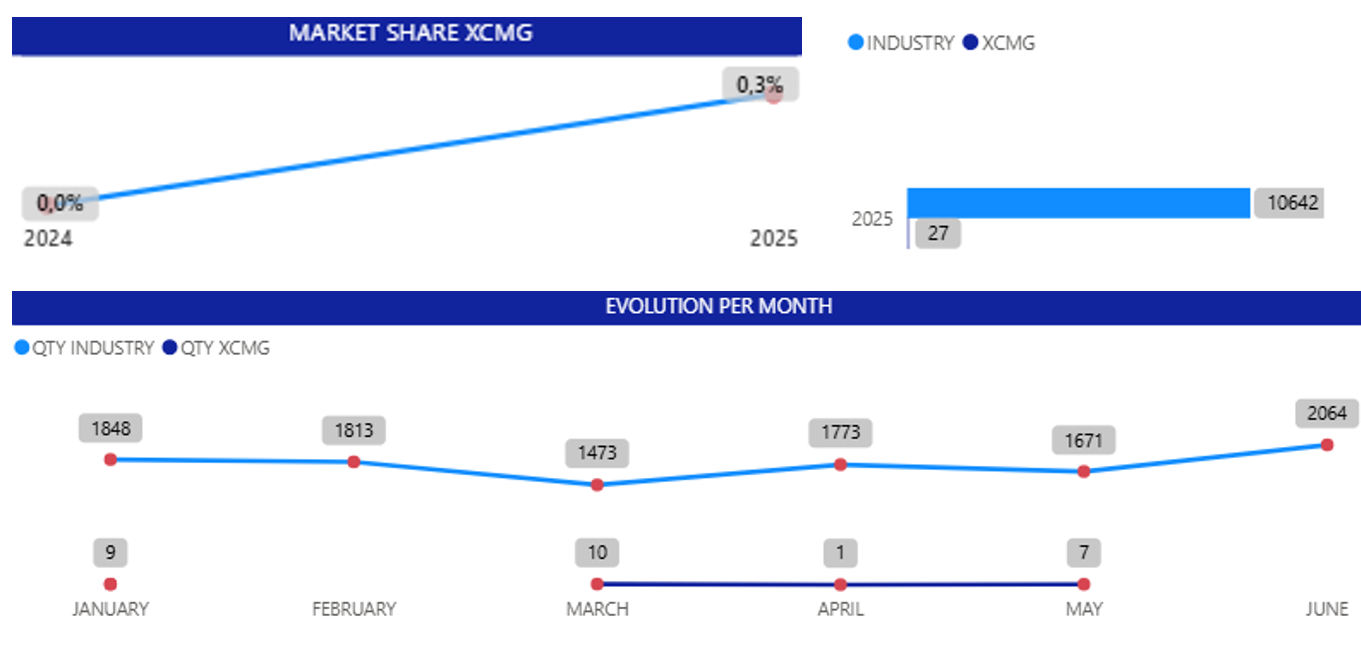 MARKET SHARE XCMG
0,3%
0,0%
2024 2025
INDUSTRY XCMG
10642
2025
27
EVOLUTION PER MONTH
QTY INDUSTRY QTY XCMG
1848 1813 1473 1773 1671 2064
9 10 1 7
JANUARY FEBRUARY MARCH APRIL MAY JUNE